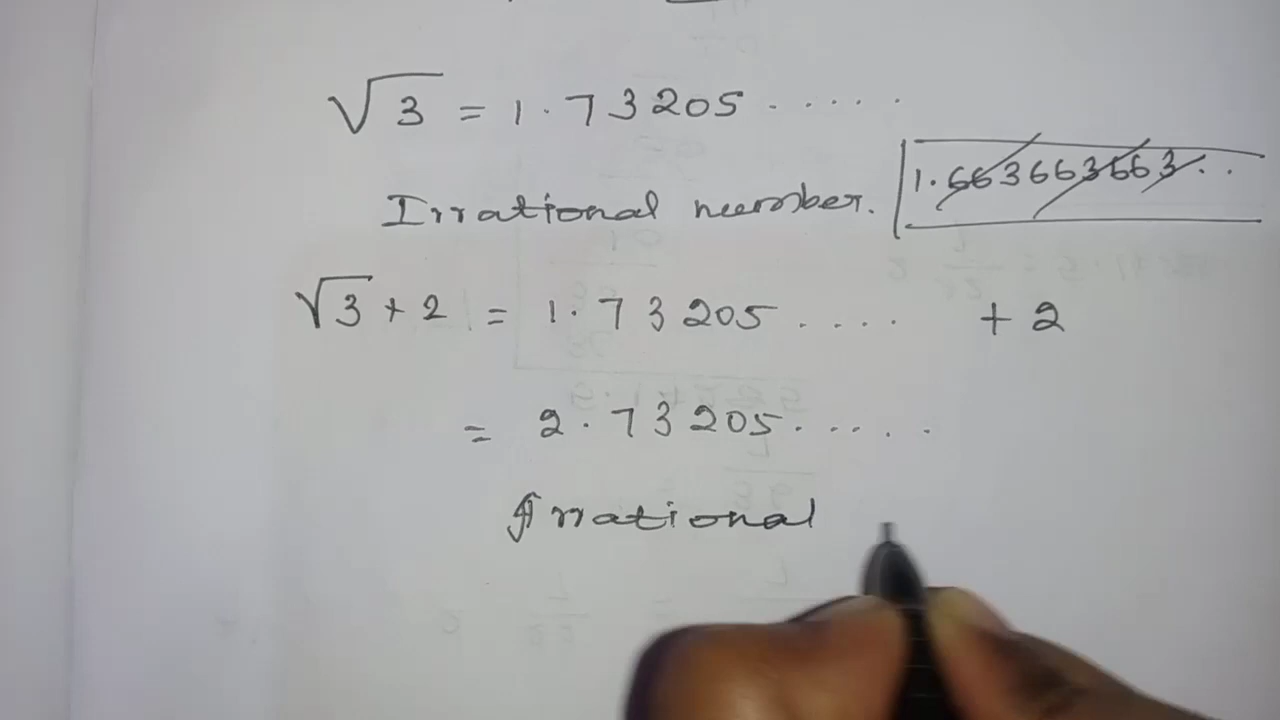 √3 = 1.73205.....
Irrational number.
1.663663663...
√3 + 2 = 1.73205.... + 2
= 2.73205.....
Irrational